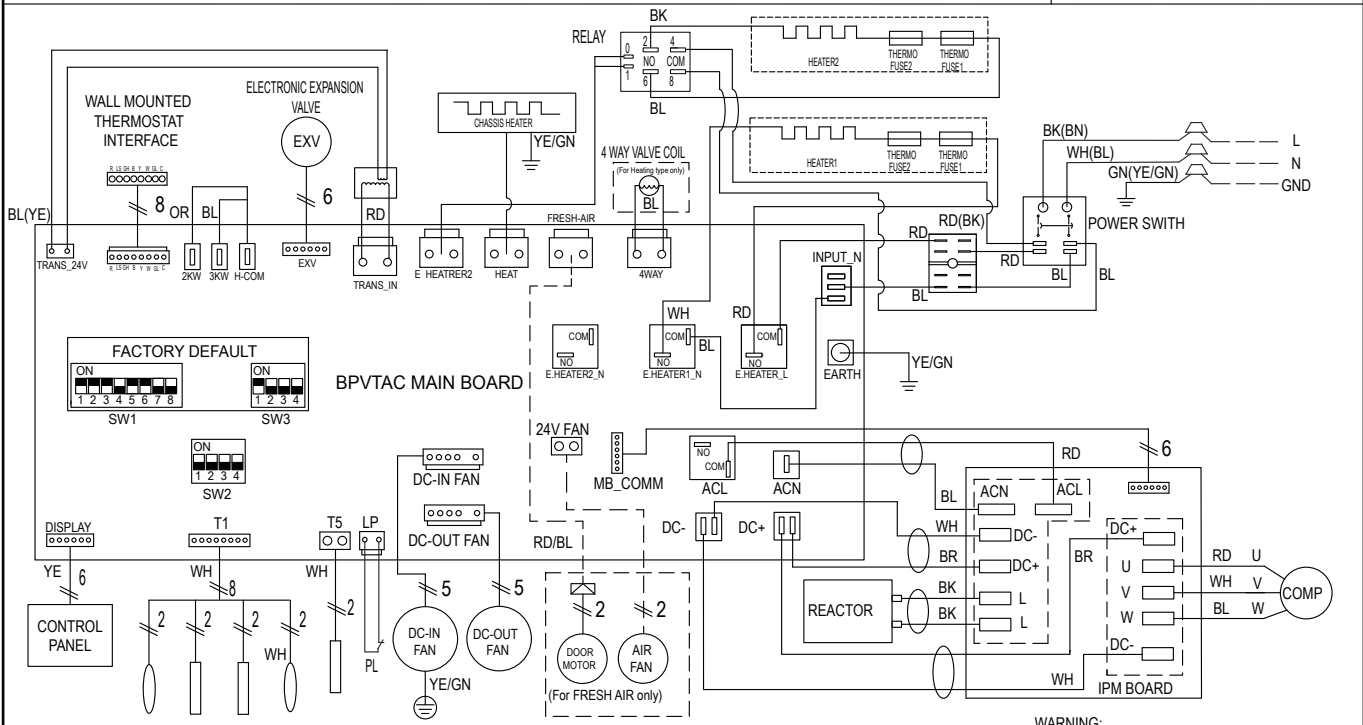 BK
RELAY
2 4
0
NO COM
1
6 8
BL
HEATER2
THERMO
FUSE2
THERMO
FUSE1
ELECTRONIC EXPANSION
VALVE
EXV
6
WALL MOUNTED
THERMOSTAT
INTERFACE
R LS GH B Y W GL C
8
OR
BL
CHASSIS HEATER
YE/GN
4 WAY VALVE COIL
(For Heating type only)
BL
HEATER1
THERMO
FUSE2
THERMO
FUSE1
BK(BN)
L
WH(BL)
N
GN(YE/GN)
GND
POWER SWITH
BL(YE)
RD
FRESH-AIR
RD(BK)
RD
RD
BL
BL
BL
TRANS_24V
R LS GH B Y W GL C
2KW
3KW
H-COM
EXV
TRANS_IN
E HEATRER2
HEAT
4WAY
INPUT_N
WH
BL
RD
COM
NO
E.HEATER2_N
COM
NO
E.HEATER1_N
COM
NO
E.HEATER_L
EARTH
YE/GN
FACTORY DEFAULT
ON
1 2 3 4 5 6 7 8
SW1
ON
1 2 3 4
SW3
BPVTAC MAIN BOARD
ON
1 2 3 4
SW2
24V FAN
MB_COMM
NO
COM
ACL
ACN
RD
6
DC-IN FAN
DC-OUT FAN
DC-
DC+
RD/BL
DISPLAY
T1
T5
LP
YE
6
CONTROL
PANEL
WH
8
2
2
2
2
WH
WH
2
PL
5
DC-IN
FAN
YE/GN
5
DC-OUT
FAN
2
DOOR
MOTOR
2
AIR
FAN
(For FRESH AIR only)
REACTOR
BL
WH
BR
BK
BK
WH
BR
ACN
ACL
DC-
DC+
L
L
DC+
U
V
W
DC-
IPM BOARD
RD U
WH V
BL W
COMP
WARNING: